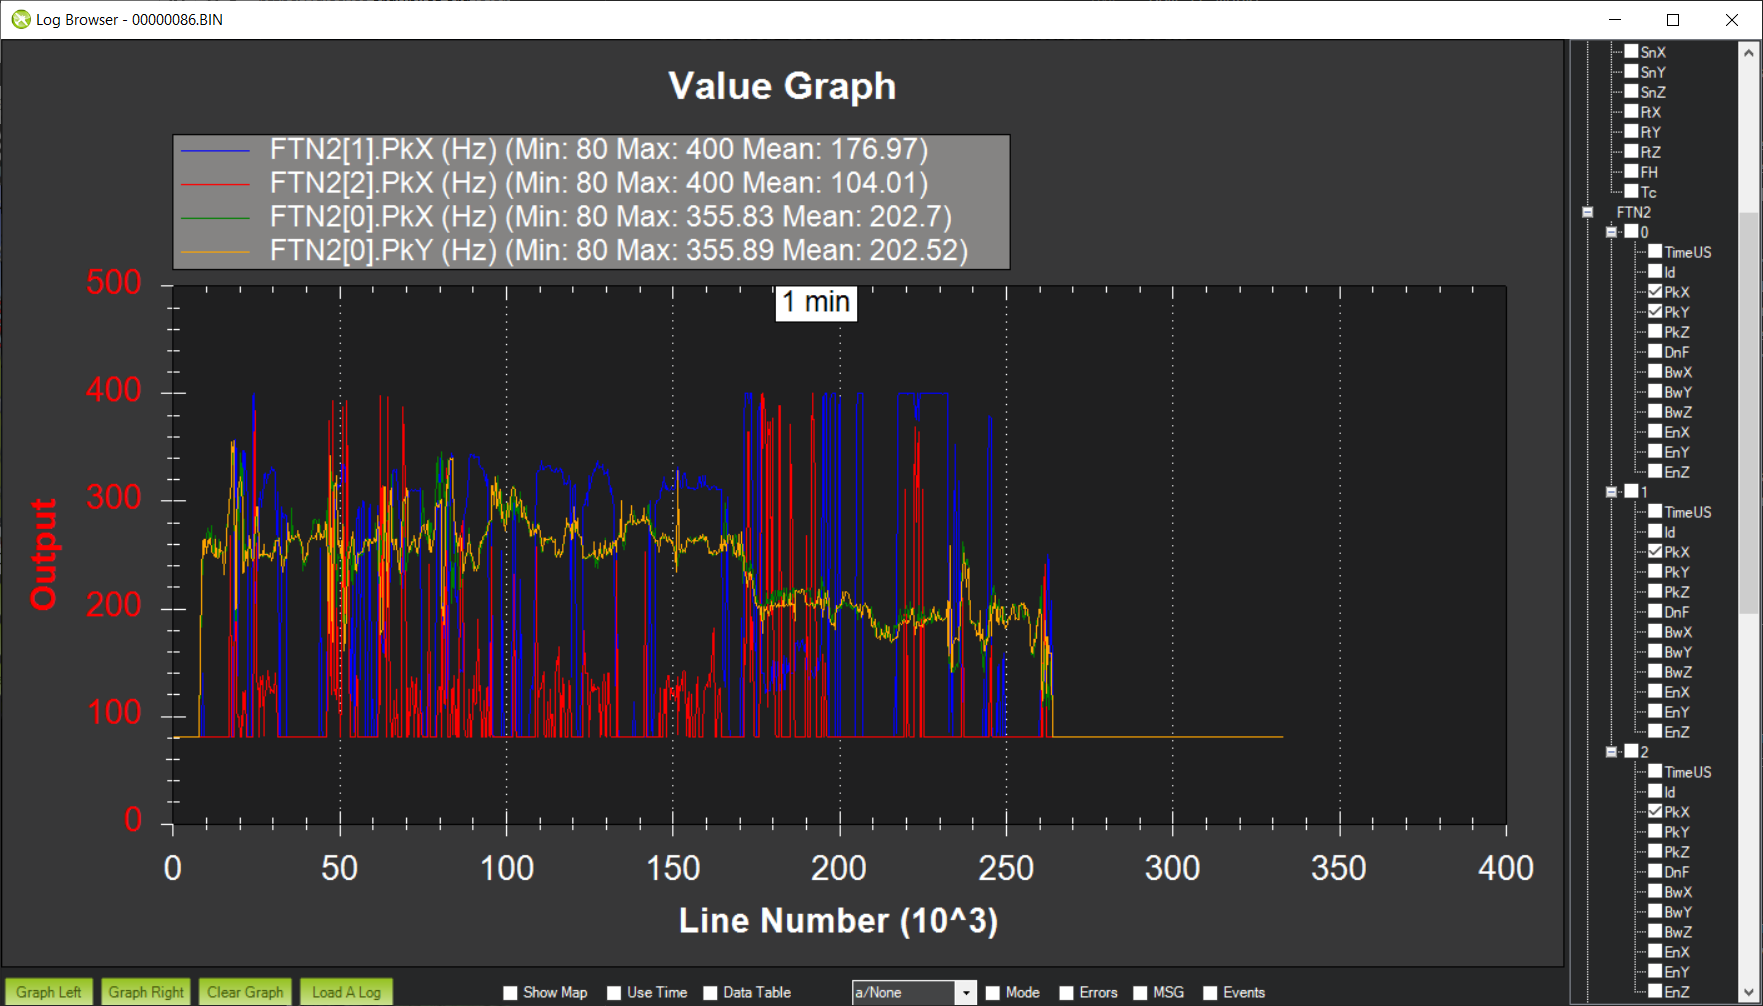 Log Browser - 00000086.BIN
Value Graph
FTN2[1].PkX (Hz) (Min: 80 Max: 400 Mean: 176.97)
FTN2[2].PkX (Hz) (Min: 80 Max: 400 Mean: 104.01)
FTN2[0].PkX (Hz) (Min: 80 Max: 355.83 Mean: 202.7)
FTN2[0].PkY (Hz) (Min: 80 Max: 355.89 Mean: 202.52)
1 min
500
400
300
200
100
0
Output
0 50 100 150 200 250 300 350 400
Line Number (10^3)
SnX
SnY
SnZ
FtX
FtY
FtZ
FH
Tc
FTN2
0
TimeUS
Id
PkX
PkY
PkZ
DnF
BwX
BwY
BwZ
EnX
EnY
EnZ
1
TimeUS
Id
PkX
PkY
PkZ
DnF
BwX
BwY
BwZ
EnX
EnY
EnZ
2
TimeUS
Id
PkX
PkY
PkZ
DnF
BwX
BwY
BwZ
EnX
EnY
EnZ
Graph Left Graph Right Clear Graph Load A Log Show Map Use Time Data Table a/None Mode Errors MSG Events